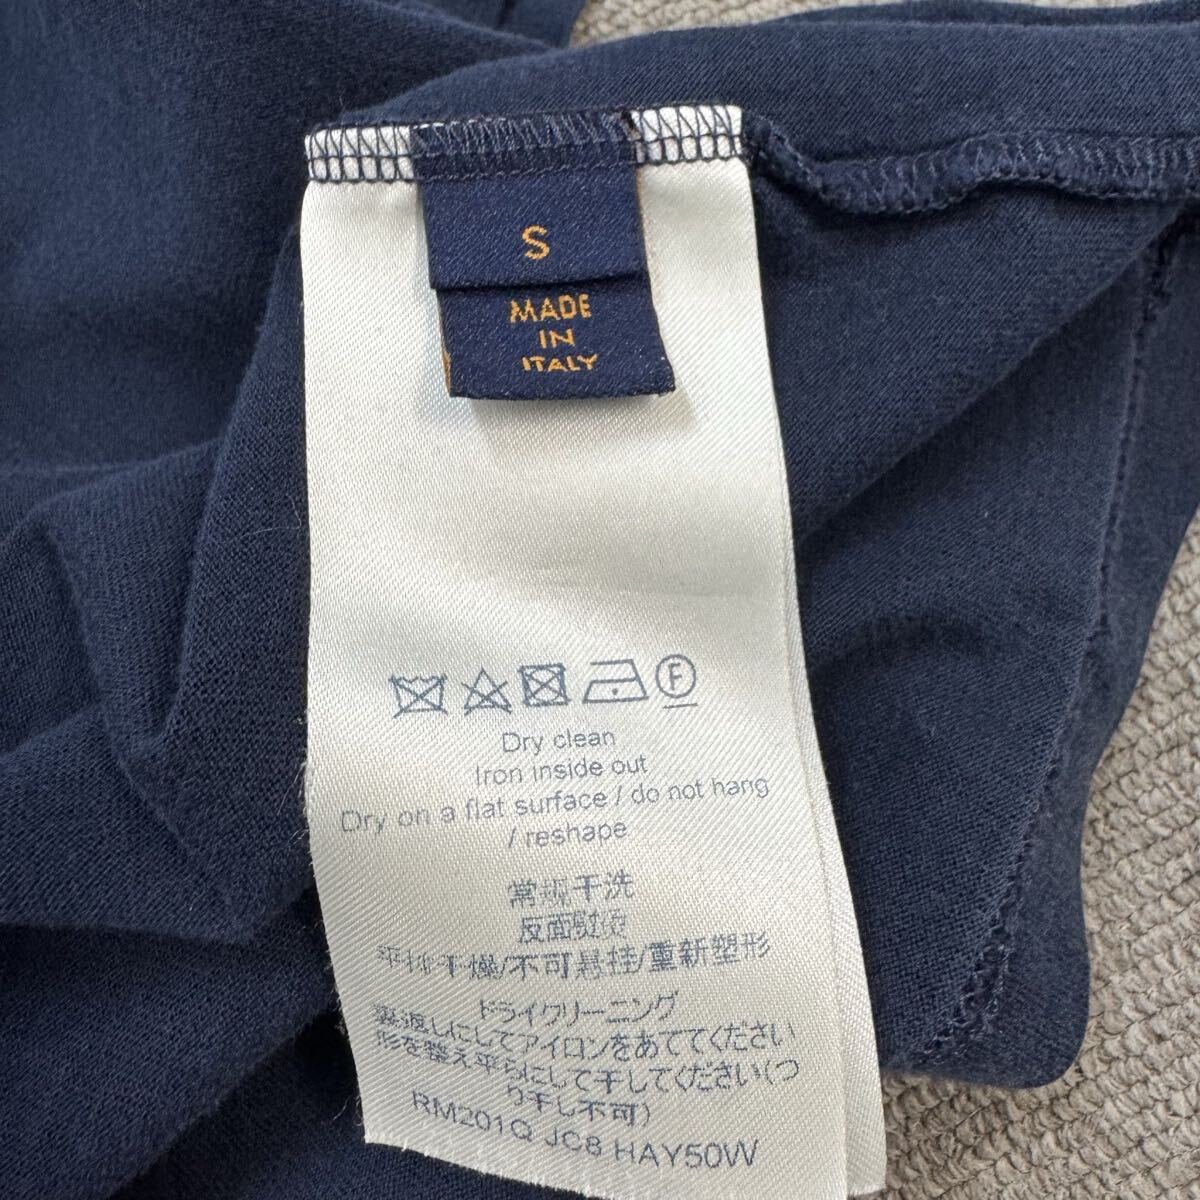 S
MADE
IN
ITALY
F
Dry clean
Iron inside out
Dry on a flat surface / do not hang
/ reshape
常规干洗
反面熨烫
平摊干燥/不可悬挂/重新塑形
ドライクリーニング
裏返しにしてアイロンをあててください
形を整え平らにして干してください(つ
り干し不可)
RM201Q JC8 HAY50W